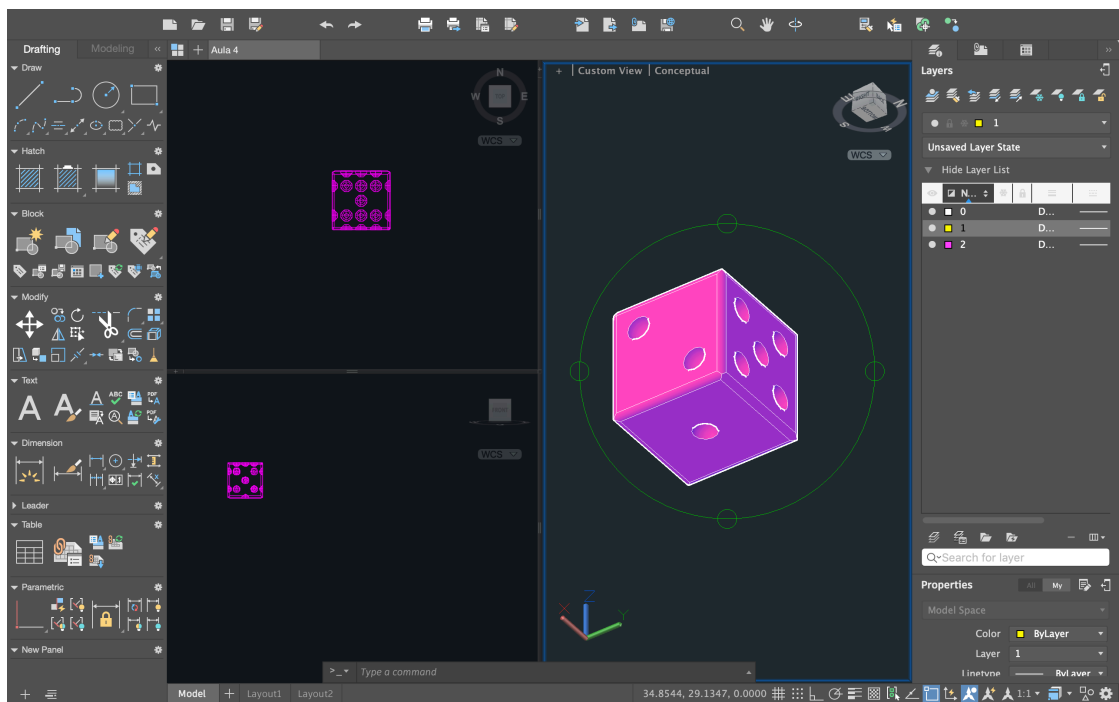 Drafting
Modeling
Aula 4
Draw
Hatch
Block
Modify
Text
A
A
A
ABC
PDF
A
PDF
Dimension
Leader
Table
Parametric
New Panel
N
W
E
S
WCS
WCS
+ | Custom View | Conceptual
WCS
X
Y
Z
>_ Type a command
Model
Layout1
Layout2
34.8544, 29.1347, 0.0000
1:1
Layers
1
Unsaved Layer State
Hide Layer List
N...
0 D...
1 D...
2 D...
Search for layer
Properties
All
My
Model Space
Color ByLayer
Layer 1
Linetype ByLayer